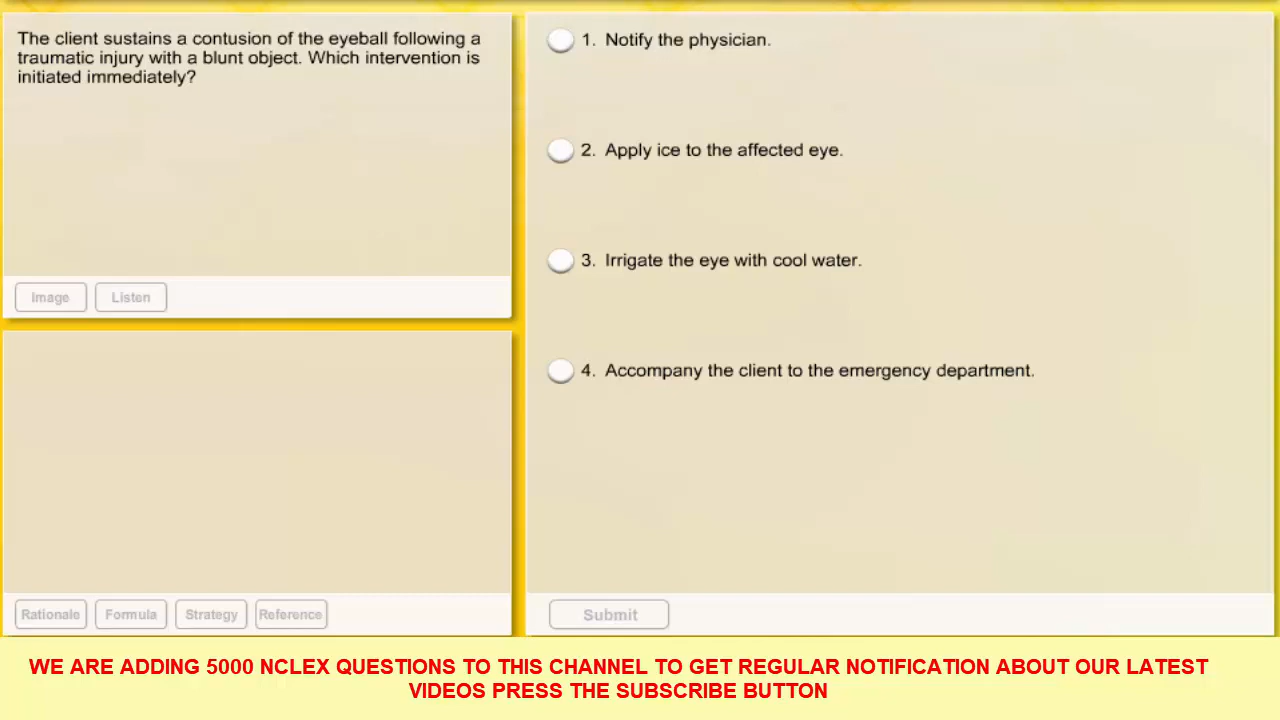 The client sustains a contusion of the eyeball following a
traumatic injury with a blunt object. Which intervention is
initiated immediately?
Image Listen
1. Notify the physician.
2. Apply ice to the affected eye.
3. Irrigate the eye with cool water.
4. Accompany the client to the emergency department.
Rationale Formula Strategy Reference
Submit
WE ARE ADDING 5000 NCLEX QUESTIONS TO THIS CHANNEL TO GET REGULAR NOTIFICATION ABOUT OUR LATEST
VIDEOS PRESS THE SUBSCRIBE BUTTON